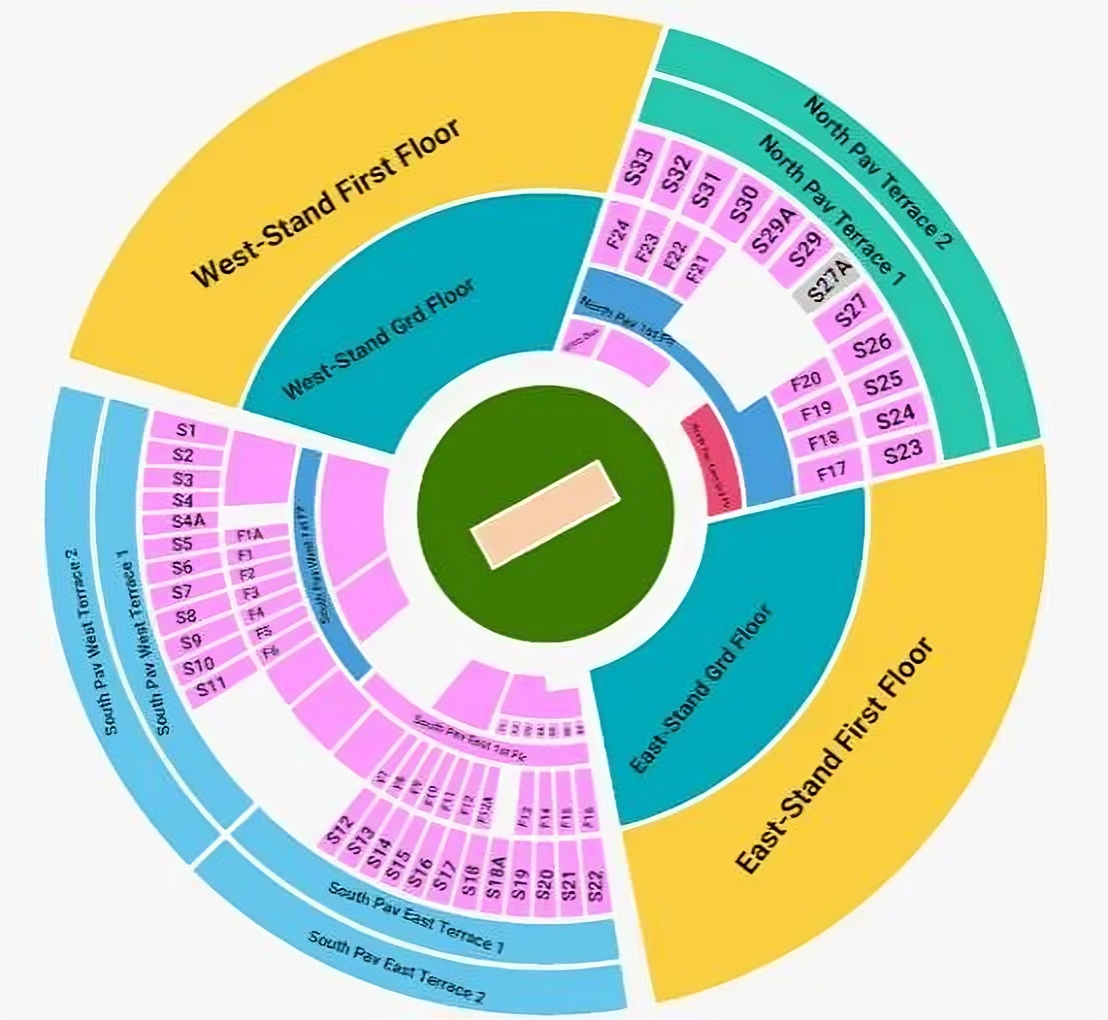 West-Stand First Floor
West-Stand Grd Floor
North Pav Terrace 2
North Pav Terrace 1
S33
S32
S31
S30
S29A
S29
S27A
S27
S26
S25
S24
S23
F24
F23
F22
F21
F20
F19
F18
F17
North Pav 1st Flr
S1
S2
S3
S4
S4A
S5
S6
S7
S8
S9
S10
S11
F1A
F1
F2
F3
F4
F5
F6
South Pav West 1st Flr
South Pav West Terrace 1
South Pav West Terrace 2
East-Stand Grd Floor
East-Stand First Floor
South Pav East 1st Flr
F7
F8
F9
F10
F11
F12
F12A
F13
F14
F15
F16
S12
S13
S14
S15
S16
S17
S18
S18A
S19
S20
S21
S22
South Pav East Terrace 1
South Pav East Terrace 2